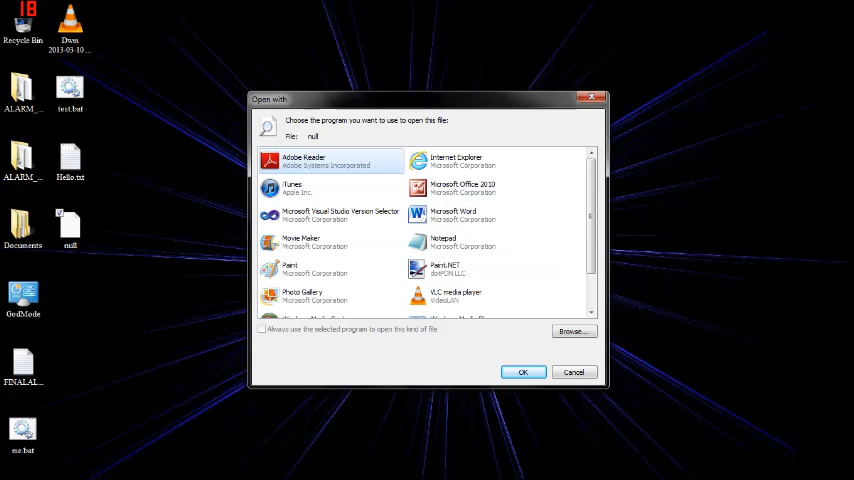 18
Recycle Bin
Dwm
2013-03-10 ...
ALARM_...
test.bat
ALARM_...
Hello.txt
Documents
null
GodMode
FINALAL...
me.bat
Open with
Choose the program you want to use to open this file:
File: null
Adobe Reader
Adobe Systems Incorporated
Internet Explorer
Microsoft Corporation
iTunes
Apple Inc.
Microsoft Office 2010
Microsoft Corporation
Microsoft Visual Studio Version Selector
Microsoft Corporation
Microsoft Word
Microsoft Corporation
Movie Maker
Microsoft Corporation
Notepad
Microsoft Corporation
Paint
Microsoft Corporation
Paint.NET
dotPDN LLC
Photo Gallery
Microsoft Corporation
VLC media player
VideoLAN
Always use the selected program to open this kind of file
Browse...
OK
Cancel